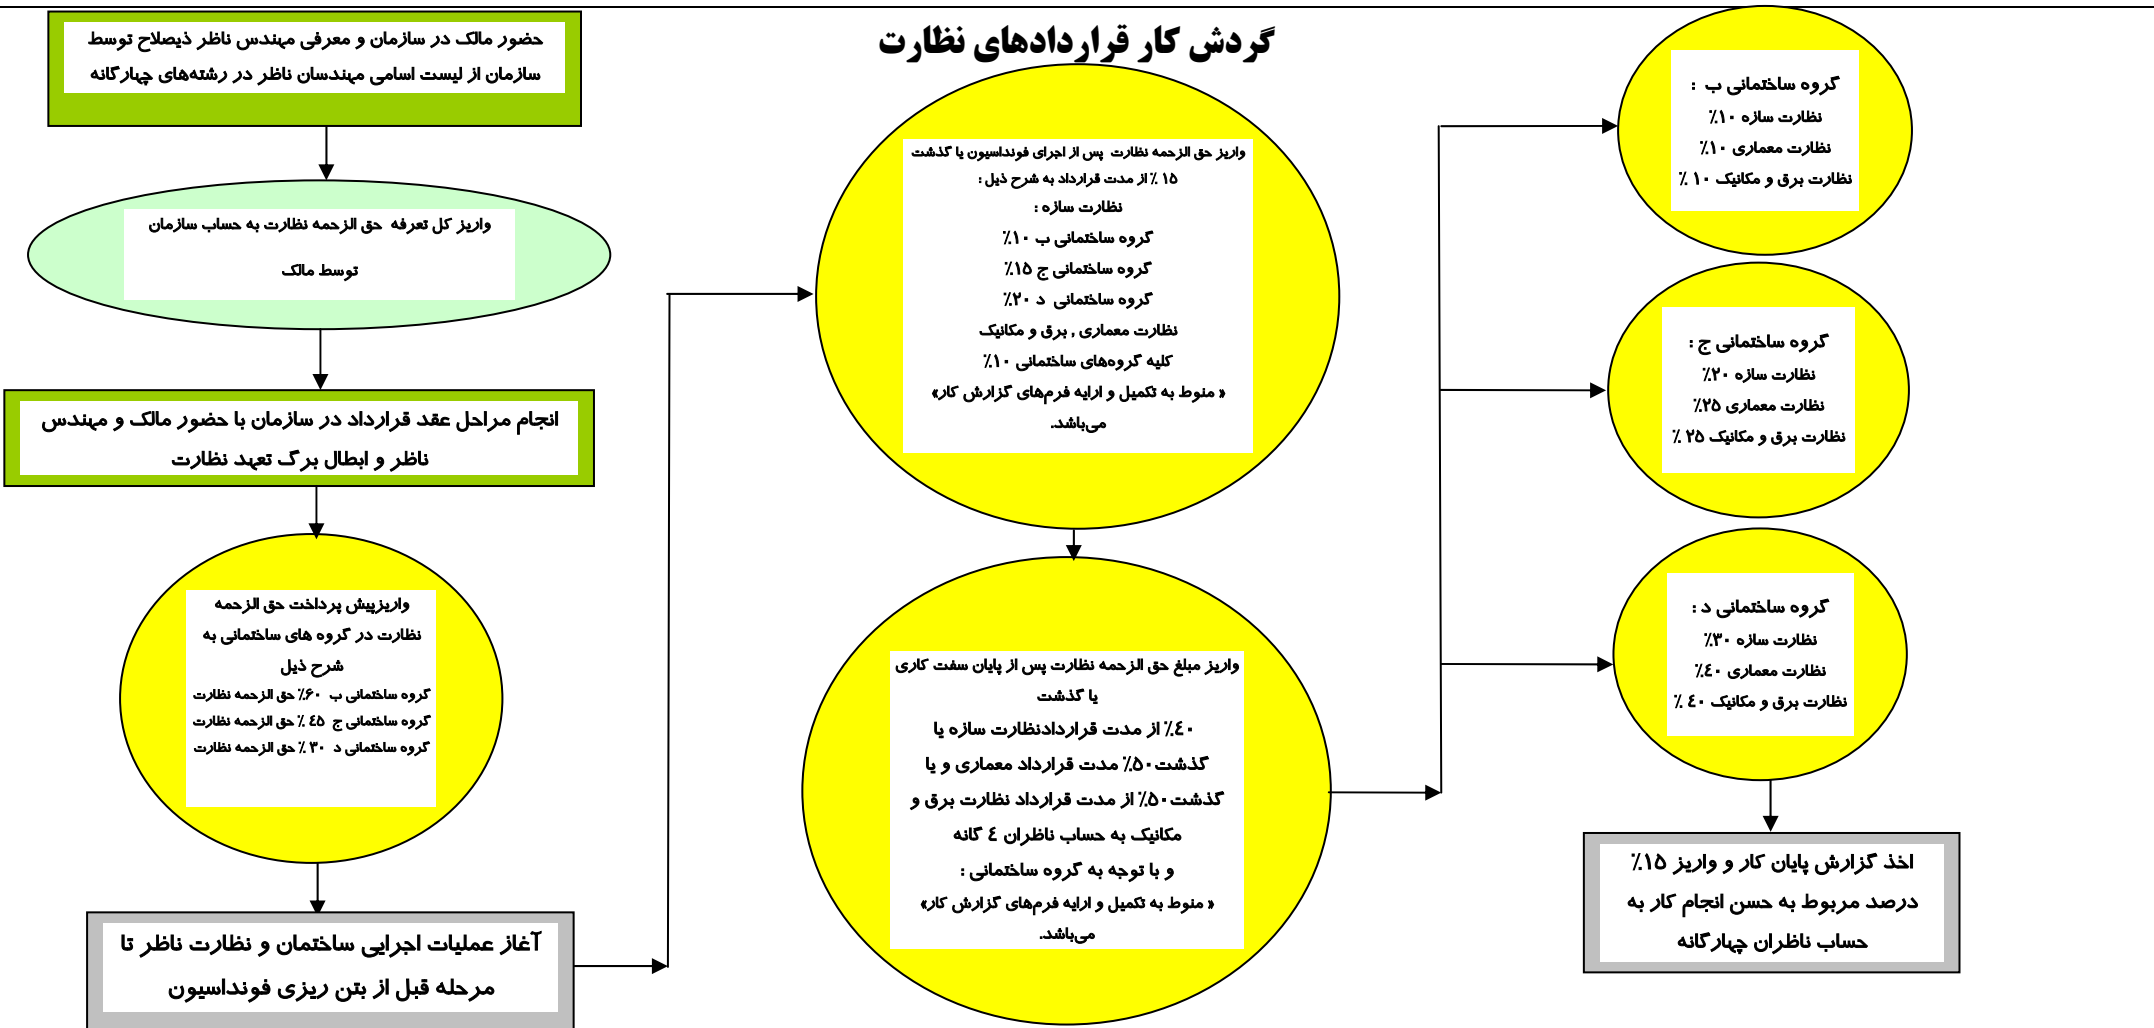 گردش کار قراردادهای نظارت
حضور مالک در سازمان و معرفی مهندس ناظر ذیصلاح توسط
سازمان از لیست اسامی مهندسان ناظر در رشته‌های چهارگانه
واریز کل تعرفه حق الزحمه نظارت به حساب سازمان
توسط مالک
انجام مراحل عقد قرارداد در سازمان با حضور مالک و مهندس
ناظر و ابطال برگ تعهد نظارت
واریزپیش پرداخت حق الزحمه
نظارت در گروه های ساختمانی به
شرح ذیل
گروه ساختمانی ب ۶۰٪ حق الزحمه نظارت
گروه ساختمانی ج ۴۵ ٪ حق الزحمه نظارت
گروه ساختمانی د ۳۰ ٪ حق الزحمه نظارت
آغاز عملیات اجرایی ساختمان و نظارت ناظر تا
مرحله قبل از بتن ریزی فونداسیون
واریز حق الزحمه نظارت پس از اجرای فونداسیون یا گذشت
۱۵ ٪ از مدت قرارداد به شرح ذیل :
نظارت سازه :
گروه ساختمانی ب ۱۰٪
گروه ساختمانی ج ۱۵٪
گروه ساختمانی د ۲۰٪
نظارت معماری , برق و مکانیک
کلیه گروه‌های ساختمانی ۱۰٪
« منوط به تکمیل و ارایه فرم‌های گزارش کار»
می‌باشد.
واریز مبلغ حق الزحمه نظارت پس از پایان سفت کاری
یا گذشت
۴۰٪ از مدت قراردادنظارت سازه یا
گذشت۵۰٪ مدت قرارداد معماری و یا
گذشت۵۰٪ از مدت قرارداد نظارت برق و
مکانیک به حساب ناظران ۴ گانه
و با توجه به گروه ساختمانی :
« منوط به تکمیل و ارایه فرم‌های گزارش کار»
می‌باشد.
گروه ساختمانی ب :
نظارت سازه ۱۰٪
نظارت معماری ۱۰٪
نظارت برق و مکانیک ۱۰ ٪
گروه ساختمانی ج :
نظارت سازه ۲۰٪
نظارت معماری ۲۵٪
نظارت برق و مکانیک ۲۵ ٪
گروه ساختمانی د :
نظارت سازه ۳۰٪
نظارت معماری ۴۰٪
نظارت برق و مکانیک ۴۰ ٪
اخذ گزارش پایان کار و واریز ۱۵٪
درصد مربوط به حسن انجام کار به
حساب ناظران چهارگانه